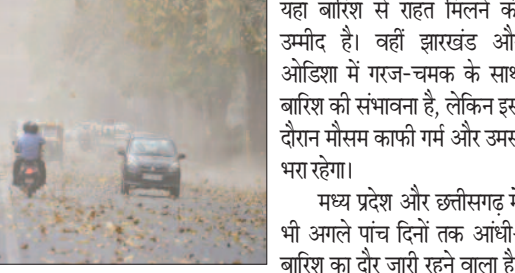 यहां बारिश से राहत मिलने की
उम्मीद है। वहीं झारखंड और
ओडिशा में गरज-चमक के साथ
बारिश की संभावना है, लेकिन इस
दौरान मौसम काफी गर्म और उमस
भरा रहेगा।
मध्य प्रदेश और छत्तीसगढ़ में
भी अगले पांच दिनों तक आंधी-
बारिश का दौर जारी रहने वाला है